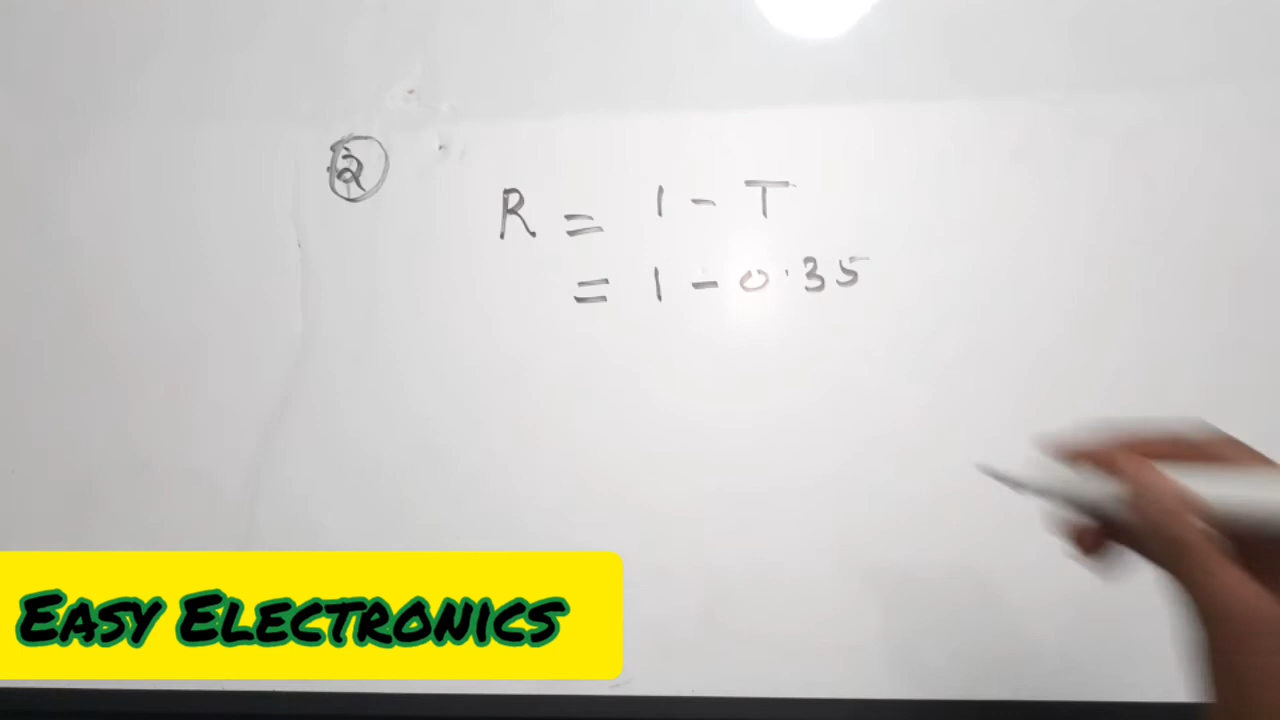 2
R = 1 - T
= 1 - 0.35
EASY ELECTRONICS